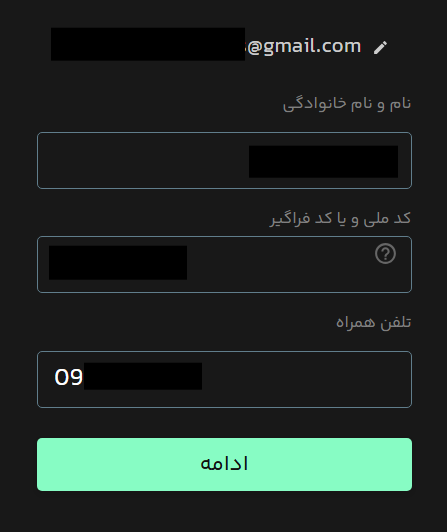 @gmail.com
نام و نام خانوادگی
کد ملی و یا کد فراگیر
تلفن همراه
09
ادامه